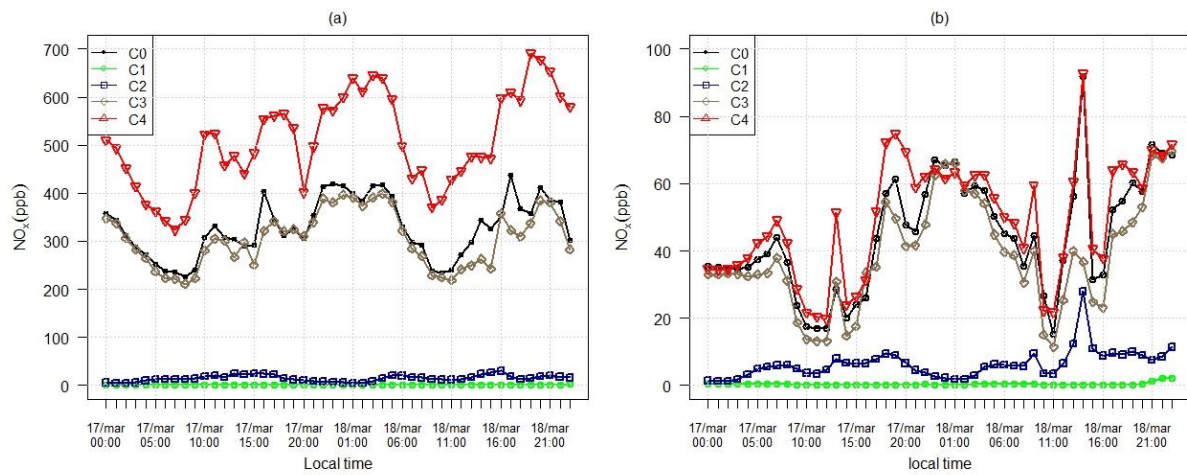 (a)
NOx(ppb)
700
600
500
400
300
200
100
0
C0
C1
C2
C3
C4
17/mar 17/mar 17/mar 17/mar 17/mar 18/mar 18/mar 18/mar 18/mar 18/mar
00:00 05:00 10:00 15:00 20:00 01:00 06:00 11:00 16:00 21:00
Local time
(b)
NOx(ppb)
100
80
60
40
20
0
C0
C1
C2
C3
C4
17/mar 17/mar 17/mar 17/mar 17/mar 18/mar 18/mar 18/mar 18/mar 18/mar
00:00 05:00 10:00 15:00 20:00 01:00 06:00 11:00 16:00 21:00
local time